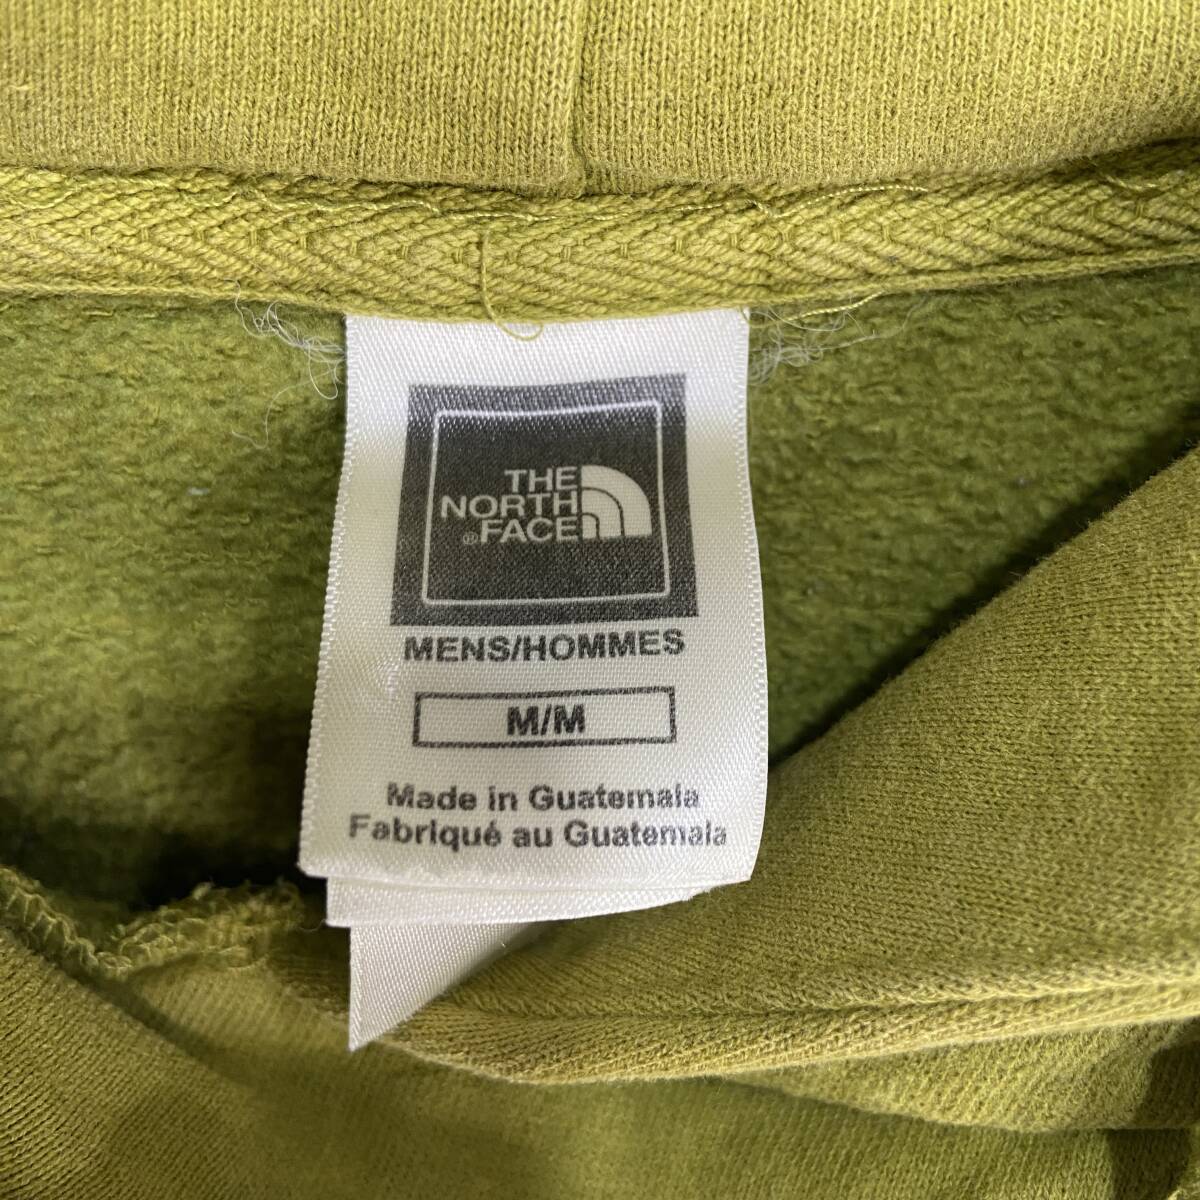 THE
NORTH
®FACE
MENS/HOMMES
M/M
Made in Guatemala
Fabriqué au Guatemala